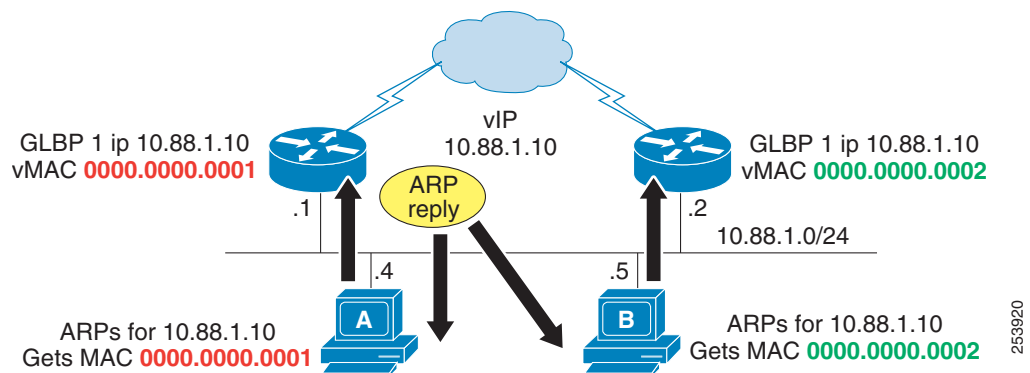 GLBP 1 ip 10.88.1.10
vMAC 0000.0000.0001
vIP
10.88.1.10
GLBP 1 ip 10.88.1.10
vMAC 0000.0000.0002
ARP
reply
.1
.2
10.88.1.0/24
.4
.5
A
B
ARPs for 10.88.1.10
Gets MAC 0000.0000.0001
ARPs for 10.88.1.10
Gets MAC 0000.0000.0002
253920